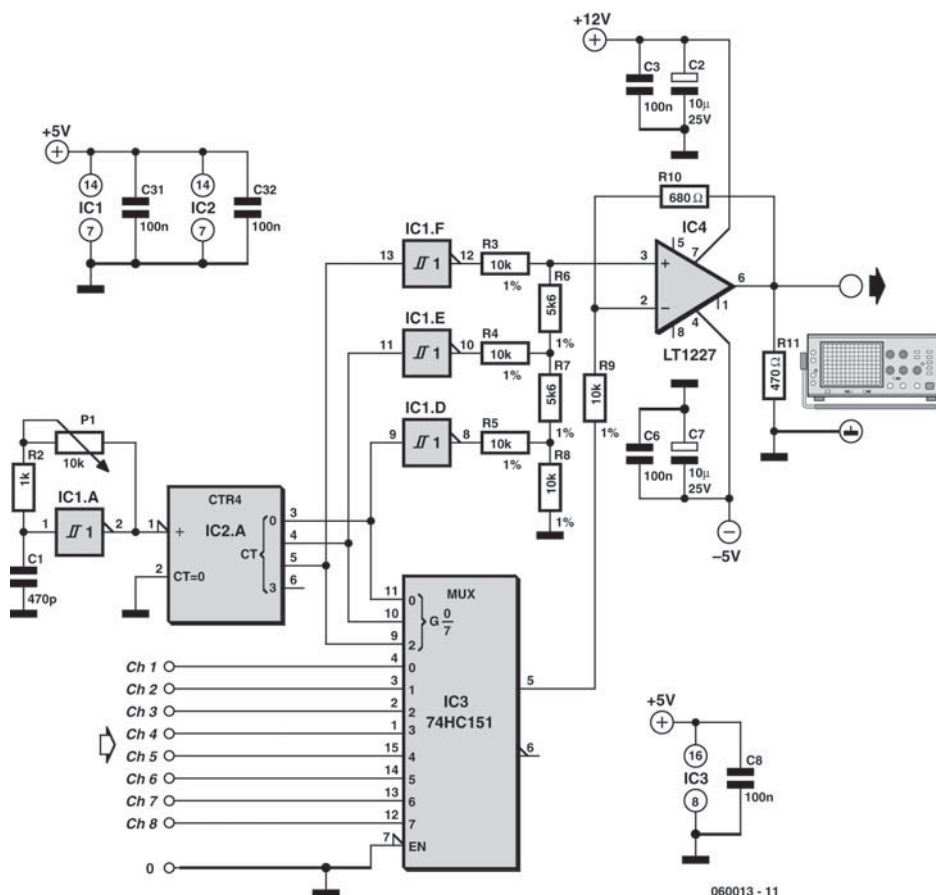 +12V
C3
100n
C2
10µ
25V
+5V
14
IC1
7
C31
100n
14
IC2
7
C32
100n
R10
680 Ω
IC4
IC1.F
13
1
12
R3
10k
1%
R6
5k6
1%
3
+
2
−
5
7
6
1
4
8
LT1227
IC1.E
11
1
10
R4
10k
1%
R7
5k6
1%
R9
10k
1%
R11
470 Ω
IC1.D
9
1
8
R5
10k
1%
R8
10k
1%
C6
100n
C7
10µ
25V
−5V
P1
10k
R2
1k
IC1.A
1
1
2
C1
470p
CTR4
IC2.A
1
+
2
CT=0
CT
0
3
3
4
5
6
MUX
11
0
10
9
2
G 0
7
IC3
74HC151
5
6
Ch 1
4
0
Ch 2
3
1
Ch 3
2
2
Ch 4
1
3
Ch 5
15
4
Ch 6
14
5
Ch 7
13
6
Ch 8
12
7
0
7
EN
+5V
16
IC3
8
C8
100n
060013 - 11